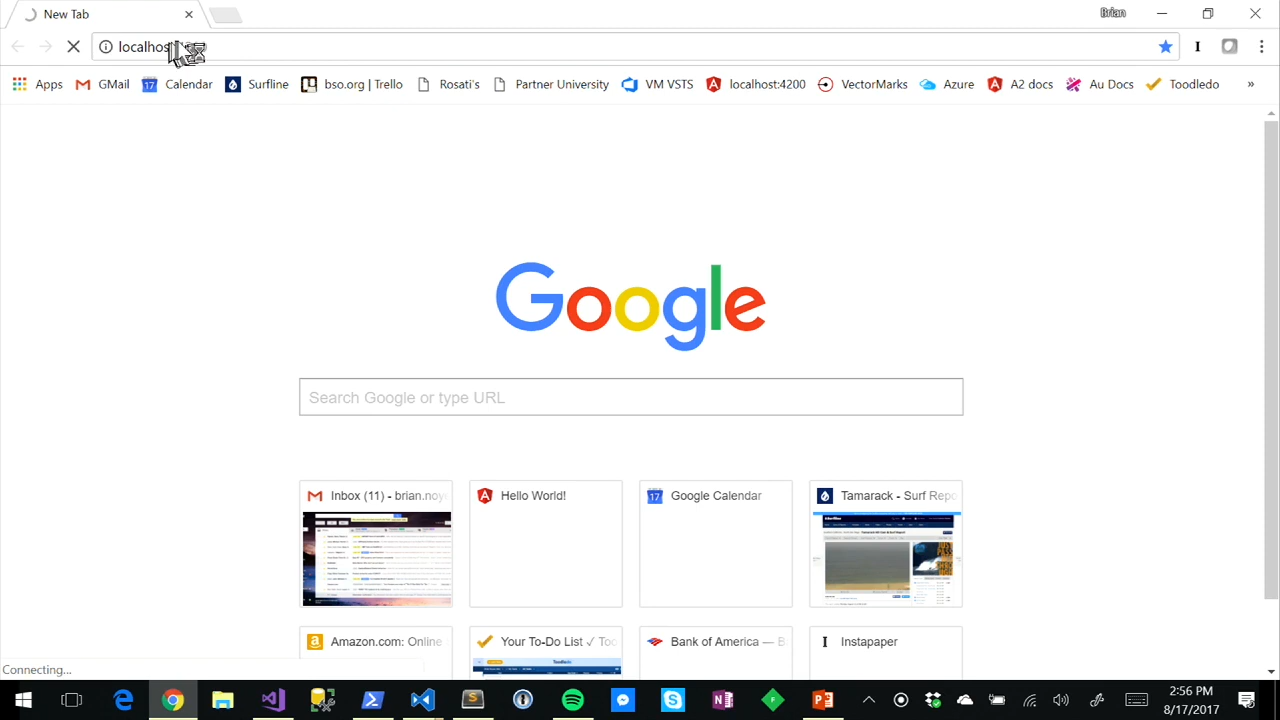 New Tab
Brian
localhos
Apps GMail Calendar Surfline bso.org | Trello Rosati's Partner University VM VSTS localhost:4200 VectorMarks Azure A2 docs Au Docs Toodledo »
Google
Search Google or type URL
Inbox (11) - brian.noy Hello World! Google Calendar Tamarack - Surf Repo
Amazon.com: Online Your To-Do List ✓ Too Bank of America — B Instapaper
Connecting...
:56 PM
8/17/2017